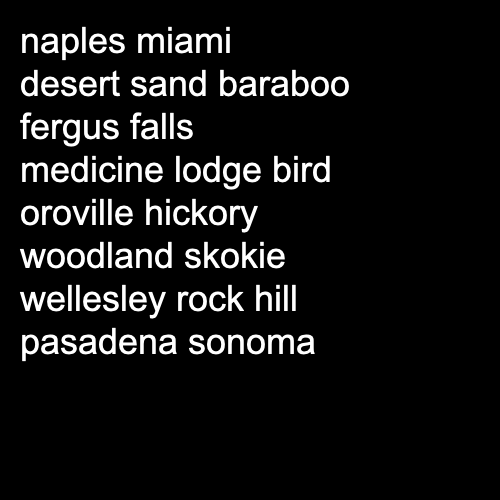 naples miami
desert sand baraboo
fergus falls
medicine lodge bird
oroville hickory
woodland skokie
wellesley rock hill
pasadena sonoma